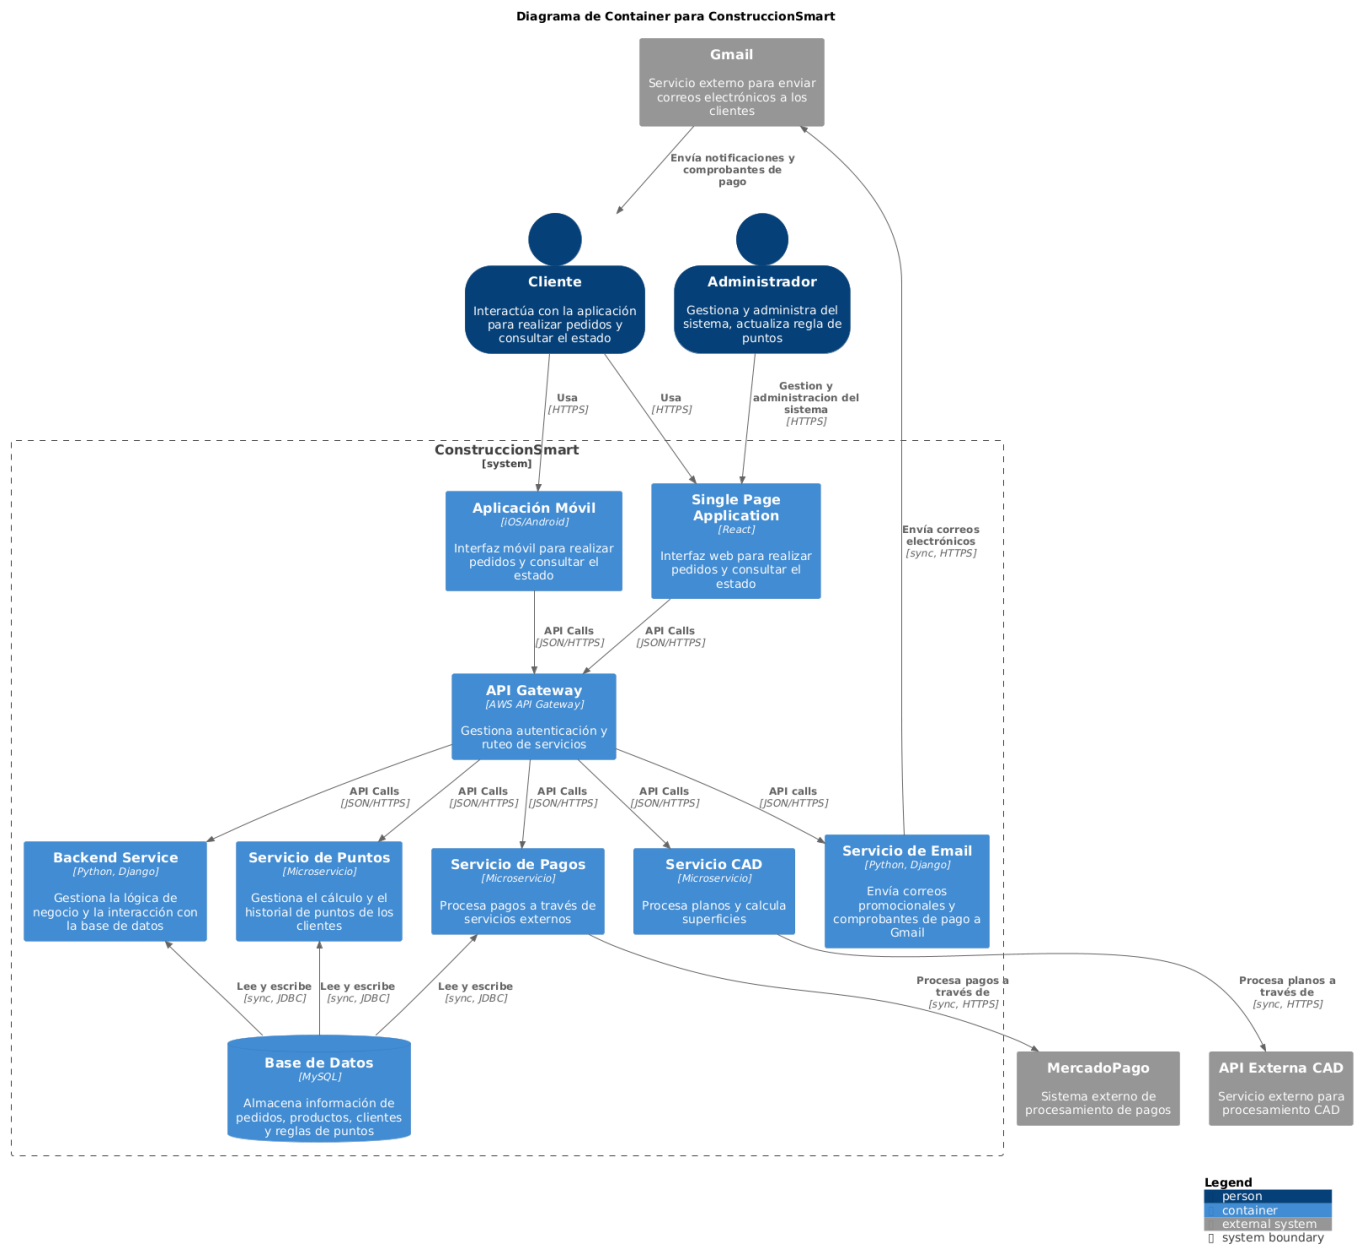 Diagrama de Container para ConstruccionSmart
Gmail
Servicio externo para enviar
correos electrónicos a los
clientes
Envía notificaciones y
comprobantes de
pago
Cliente
Interactúa con la aplicación
para realizar pedidos y
consultar el estado
Administrador
Gestiona y administra del
sistema, actualiza regla de
puntos
Usa
[HTTPS]
Usa
[HTTPS]
Gestion y
administracion del
sistema
[HTTPS]
ConstruccionSmart
[system]
Aplicación Móvil
[iOS/Android]
Interfaz móvil para realizar
pedidos y consultar el
estado
Single Page
Application
[React]
Interfaz web para realizar
pedidos y consultar el
estado
Envía correos
electrónicos
[sync, HTTPS]
API Calls
[JSON/HTTPS]
API Calls
[JSON/HTTPS]
API Gateway
[AWS API Gateway]
Gestiona autenticación y
ruteo de servicios
API Calls
[JSON/HTTPS]
API Calls
[JSON/HTTPS]
API Calls
[JSON/HTTPS]
API Calls
[JSON/HTTPS]
API calls
[JSON/HTTPS]
Backend Service
[Python, Django]
Gestiona la lógica de
negocio y la interacción con
la base de datos
Servicio de Puntos
[Microservicio]
Gestiona el cálculo y el
historial de puntos de los
clientes
Servicio de Pagos
[Microservicio]
Procesa pagos a través de
servicios externos
Servicio CAD
[Microservicio]
Procesa planos y calcula
superficies
Servicio de Email
[Python, Django]
Envía correos
promocionales y
comprobantes de pago a
Gmail
Lee y escribe
[sync, JDBC]
Lee y escribe
[sync, JDBC]
Lee y escribe
[sync, JDBC]
Procesa pagos a
través de
[sync, HTTPS]
Procesa planos a
través de
[sync, HTTPS]
Base de Datos
[MySQL]
Almacena información de
pedidos, productos, clientes
y reglas de puntos
MercadoPago
Sistema externo de
procesamiento de pagos
API Externa CAD
Servicio externo para
procesamiento CAD
Legend
person
container
external system
system boundary